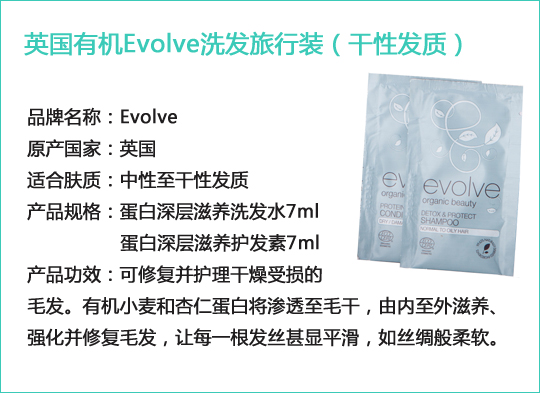 英国有机Evolve洗发旅行装（干性发质）
品牌名称：Evolve
原产国家：英国
适合肤质：中性至干性发质
产品规格：蛋白深层滋养洗发水7ml
蛋白深层滋养护发素7ml
产品功效：可修复并护理干燥受损的
毛发。有机小麦和杏仁蛋白将渗透至毛干，由内至外滋养、
强化并修复毛发，让每一根发丝甚显平滑，如丝绸般柔软。
evolve
organic beauty
PROTEIN
CONDI
DRY / DAM
evolve
organic beauty
DETOX & PROTECT
SHAMPOO
NORMAL TO OILY HAIR